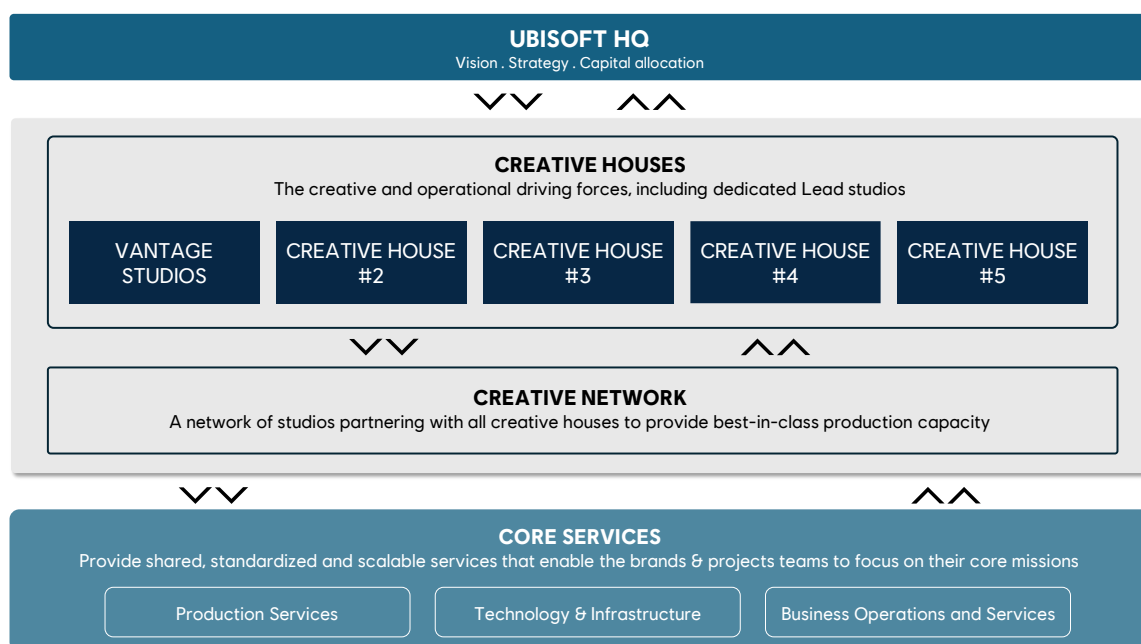 UBISOFT HQ
Vision . Strategy . Capital allocation
CREATIVE HOUSES
The creative and operational driving forces, including dedicated Lead studios
VANTAGE
STUDIOS
CREATIVE HOUSE
#2
CREATIVE HOUSE
#3
CREATIVE HOUSE
#4
CREATIVE HOUSE
#5
CREATIVE NETWORK
A network of studios partnering with all creative houses to provide best-in-class production capacity
CORE SERVICES
Provide shared, standardized and scalable services that enable the brands & projects teams to focus on their core missions
Production Services
Technology & Infrastructure
Business Operations and Services